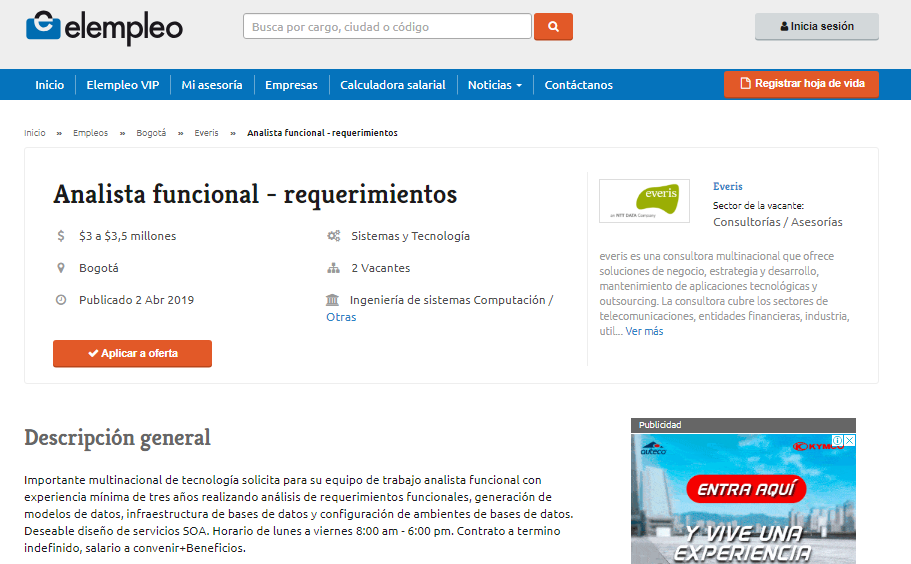 elempleo
Busca por cargo, ciudad o código
Inicia sesión
Inicio
Elempleo VIP
Mi asesoría
Empresas
Calculadora salarial
Noticias
Contáctanos
Registrar hoja de vida
Inicio » Empleos » Bogotá » Everis » Analista funcional - requerimientos
Analista funcional - requerimientos
$ $3 a $3,5 millones
Sistemas y Tecnología
Bogotá
2 Vacantes
Publicado 2 Abr 2019
Ingeniería de sistemas Computación /
Otras
Aplicar a oferta
everis
an NTT DATA Company
Everis
Sector de la vacante:
Consultorías / Asesorías
everis es una consultora multinacional que ofrece
soluciones de negocio, estrategia y desarrollo,
mantenimiento de aplicaciones tecnológicas y
outsourcing. La consultora cubre los sectores de
telecomunicaciones, entidades financieras, industria,
util... Ver más
Descripción general
Importante multinacional de tecnología solicita para su equipo de trabajo analista funcional con
experiencia mínima de tres años realizando análisis de requerimientos funcionales, generación de
modelos de datos, infraestructura de bases de datos y configuración de ambientes de bases de datos.
Deseable diseño de servicios SOA. Horario de lunes a viernes 8:00 am - 6:00 pm. Contrato a termino
indefinido, salario a convenir+Beneficios.
Publicidad
auteco
KYMCO
ENTRA AQUÍ
Y VIVE UNA
EXPERIENCIA